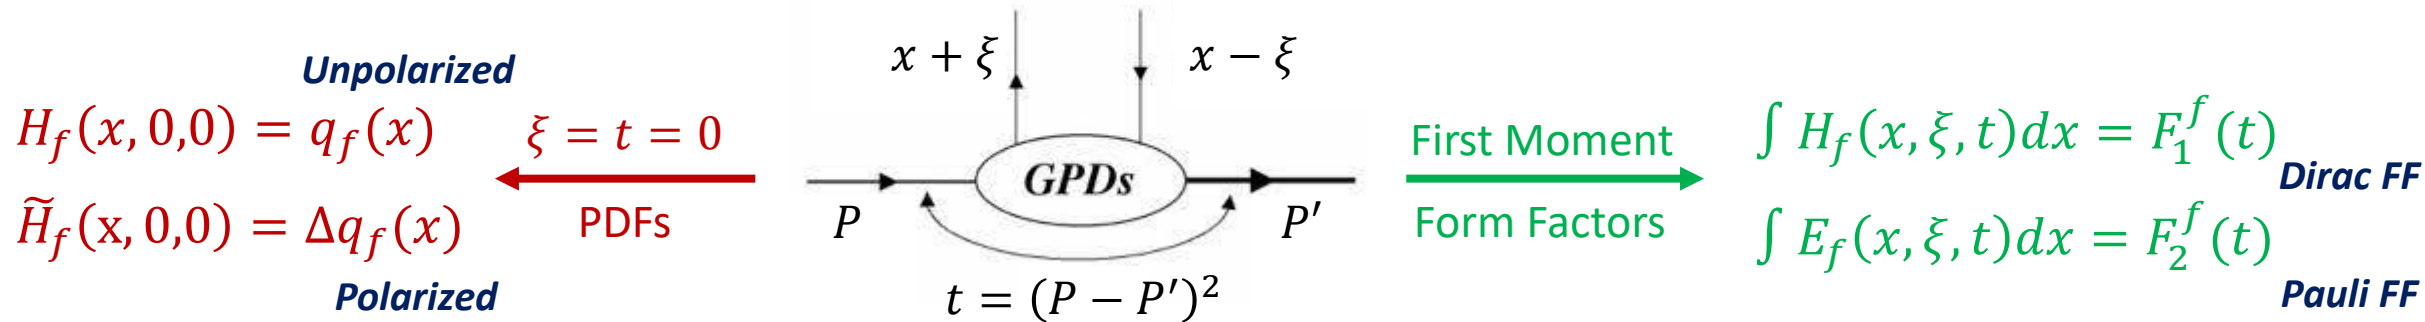 Unpolarized
H_f(x, 0,0) = q_f(x)
H̃_f(x, 0,0) = Δq_f(x)
Polarized
ξ = t = 0
PDFs
x + ξ
x − ξ
GPDs
P
P′
t = (P − P′)²
First Moment
Form Factors
∫ H_f(x, ξ, t)dx = F_1^f(t)
Dirac FF
∫ E_f(x, ξ, t)dx = F_2^f(t)
Pauli FF